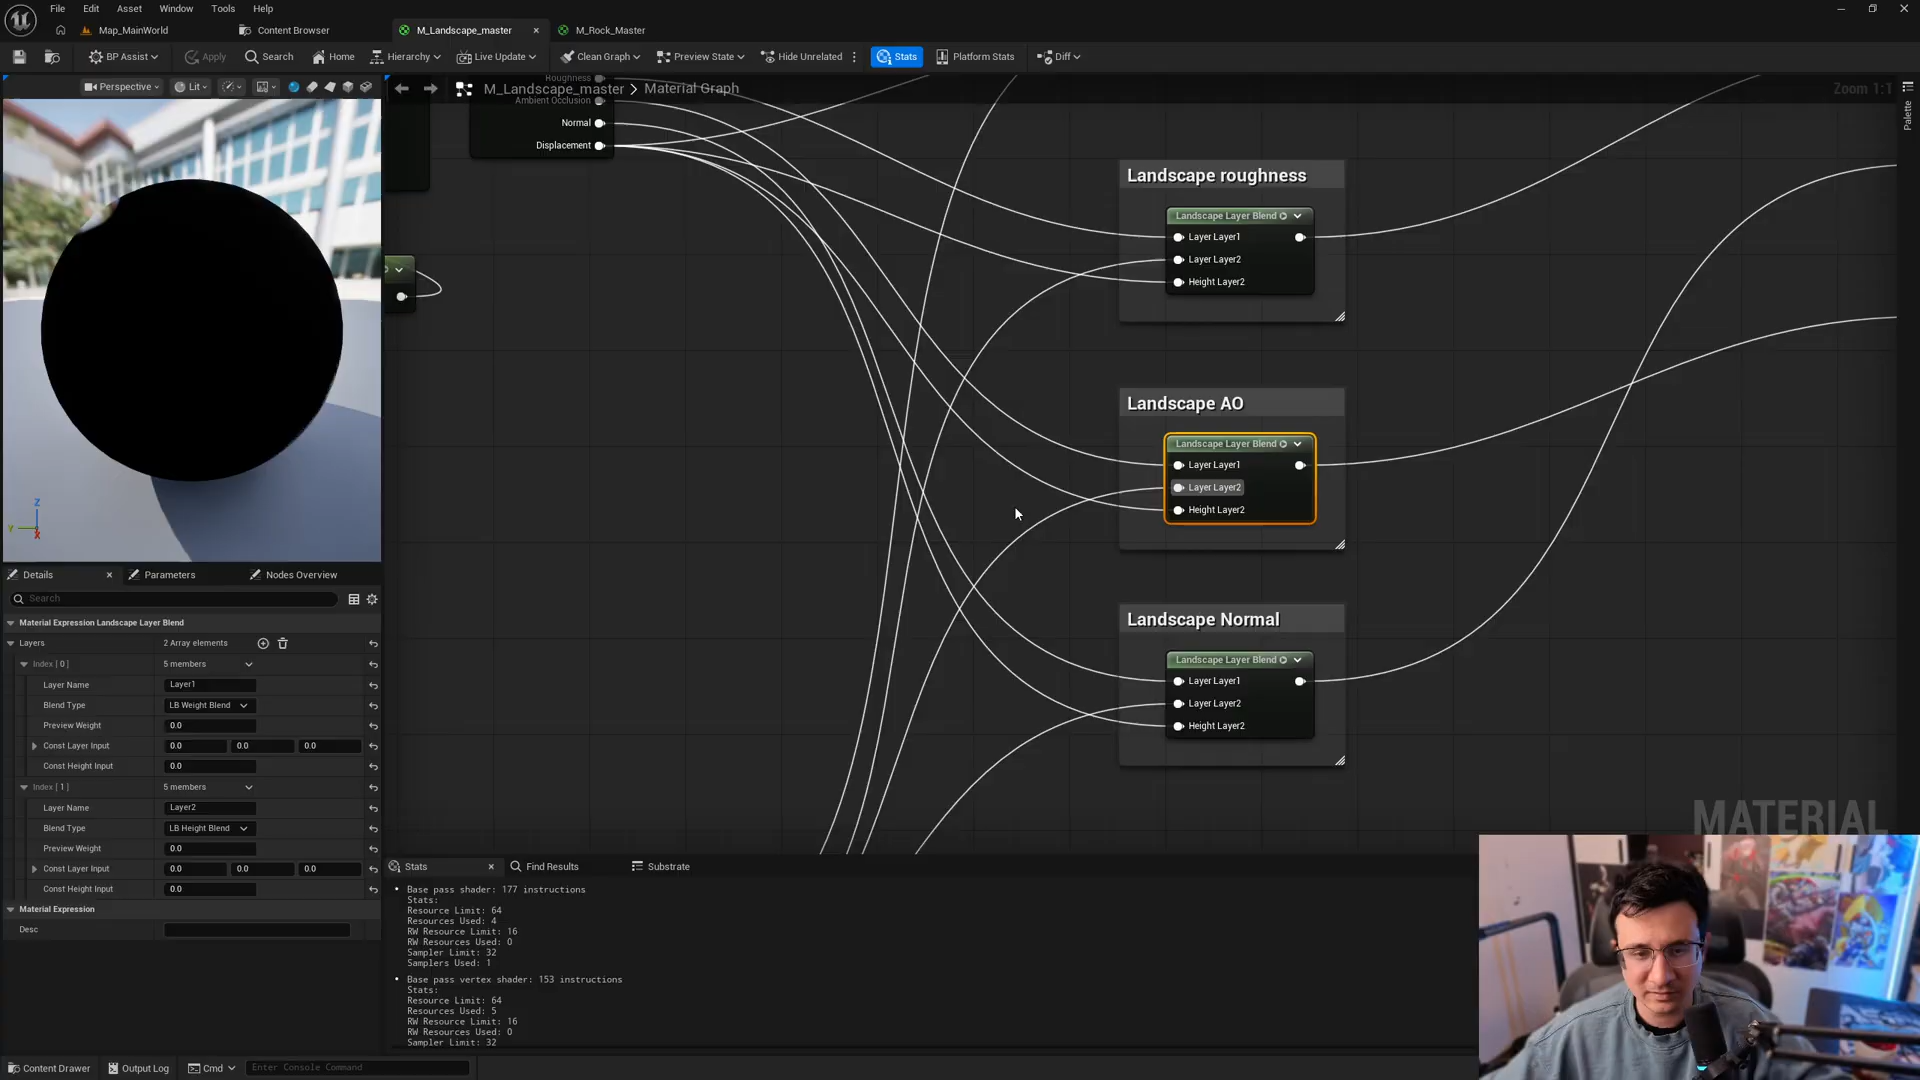 File Edit Asset Window Tools Help
Map_MainWorld Content Browser M_Landscape_master M_Rock_Master
BP Assist Apply Search Home Hierarchy Live Update Clean Graph Preview State Hide Unrelated Stats Platform Stats Diff
Perspective Lit
M_Landscape_master > Material Graph Zoom 1:1
Palette
Roughness
Ambient Occlusion
Normal
Displacement
Landscape roughness
Landscape Layer Blend
Layer Layer1
Layer Layer2
Height Layer2
Landscape AO
Landscape Layer Blend
Layer Layer1
Layer Layer2
Height Layer2
Landscape Normal
Landscape Layer Blend
Layer Layer1
Layer Layer2
Height Layer2
MATERIAL
Z
Y
X
Details Parameters Nodes Overview
Search
Material Expression Landscape Layer Blend
Layers 2 Array elements
Index [ 0 ] 5 members
Layer Name Layer1
Blend Type LB Weight Blend
Preview Weight 0.0
Const Layer Input 0.0 0.0 0.0
Const Height Input 0.0
Index [ 1 ] 5 members
Layer Name Layer2
Blend Type LB Height Blend
Preview Weight 0.0
Const Layer Input 0.0 0.0 0.0
Const Height Input 0.0
Material Expression
Desc
Stats Find Results Substrate
Base pass shader: 177 instructions
Stats:
Resource Limit: 64
Resources Used: 4
RW Resource Limit: 16
RW Resources Used: 0
Sampler Limit: 32
Samplers Used: 1
Base pass vertex shader: 153 instructions
Stats:
Resource Limit: 64
Resources Used: 5
RW Resource Limit: 16
RW Resources Used: 0
Sampler Limit: 32
Content Drawer Output Log Cmd Enter Console Command